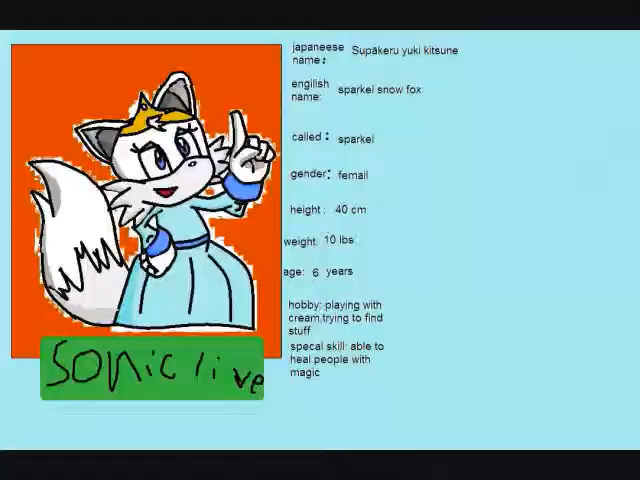 japaneese
name：
Supākeru yuki kitsune
engilish
name:
sparkel snow fox
called：
sparkel
gender：
femail
height：
40 cm
weight.
10 lbs
age:
6 years
hobby: playing with
cream,trying to find
stuff
specal skill: able to
heal people with
magic
Sonic live